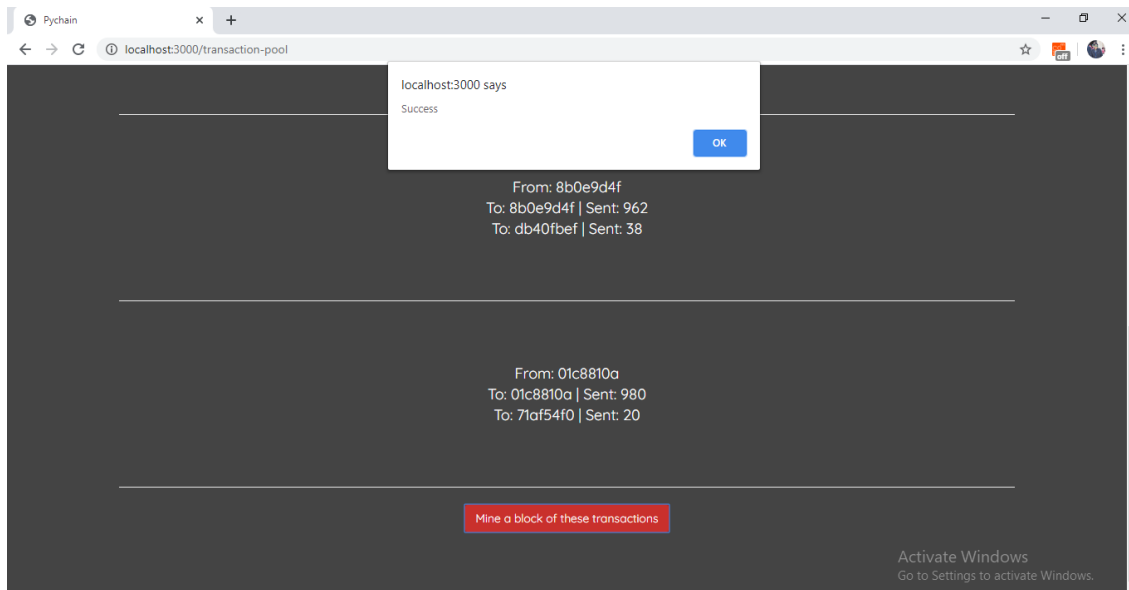 Pychain
localhost:3000/transaction-pool
off
localhost:3000 says
Success
OK
From: 8b0e9d4f
To: 8b0e9d4f | Sent: 962
To: db40fbef | Sent: 38
From: 01c8810a
To: 01c8810a | Sent: 980
To: 71af54f0 | Sent: 20
Mine a block of these transactions
Activate Windows
Go to Settings to activate Windows.